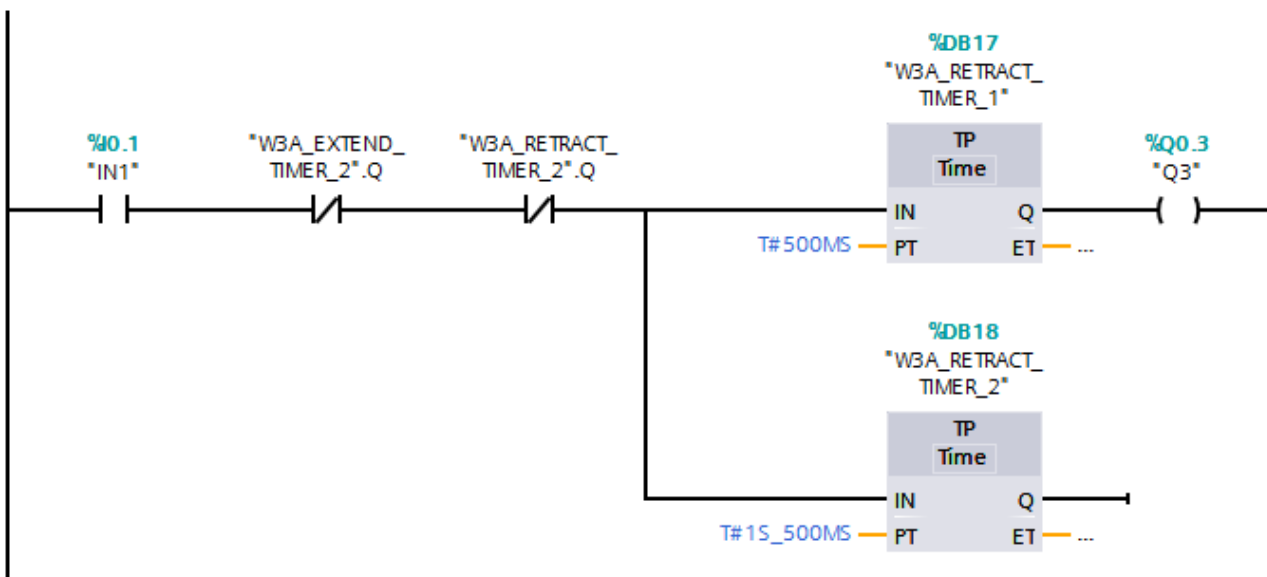 %DB17
"W3A_RETRACT_
TIMER_1"
%I0.1
"IN1"
"W3A_EXTEND_
TIMER_2".Q
"W3A_RETRACT_
TIMER_2".Q
TP
Time
%Q0.3
"Q3"
IN Q
T#500MS PT ET ...
%DB18
"W3A_RETRACT_
TIMER_2"
TP
Time
IN Q
T#1S_500MS PT ET ...